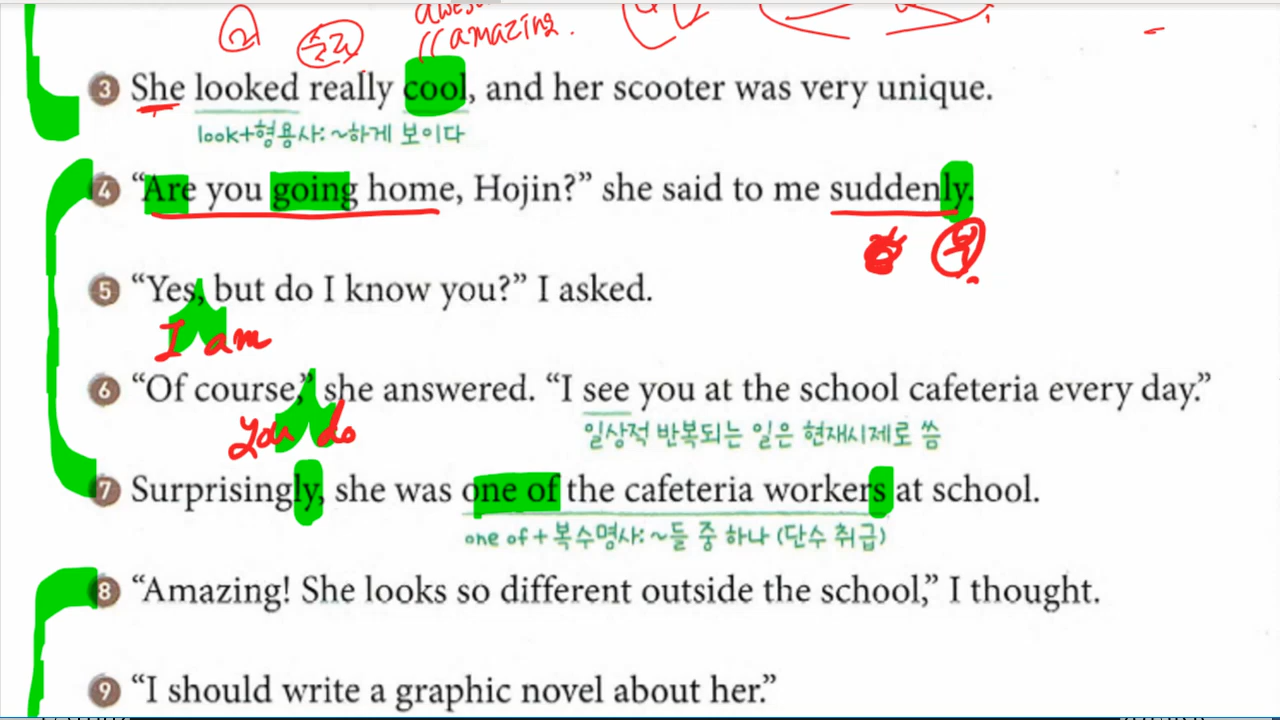 amazing.
③ She looked really cool, and her scooter was very unique.
look+형용사: ~하게 보이다
④ “Are you going home, Hojin?” she said to me suddenly.
부
⑤ “Yes, but do I know you?” I asked.
I am
⑥ “Of course,” she answered. “I see you at the school cafeteria every day.”
you do
일상적 반복되는 일은 현재시제로 씀
⑦ Surprisingly, she was one of the cafeteria workers at school.
one of + 복수명사: ~들 중 하나 (단수 취급)
⑧ “Amazing! She looks so different outside the school,” I thought.
⑨ “I should write a graphic novel about her.”